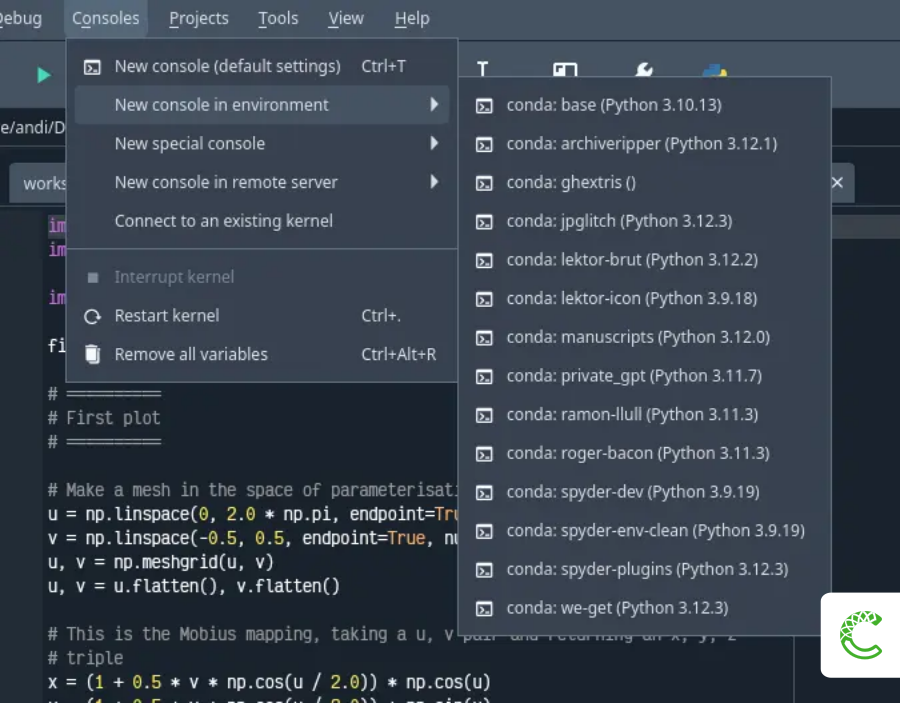 Debug Consoles Projects Tools View Help
New console (default settings) Ctrl+T
New console in environment
New special console
New console in remote server
Connect to an existing kernel
Interrupt kernel
Restart kernel Ctrl+.
Remove all variables Ctrl+Alt+R
conda: base (Python 3.10.13)
conda: archiveripper (Python 3.12.1)
conda: ghextris ()
conda: jpglitch (Python 3.12.3)
conda: lektor-brut (Python 3.12.2)
conda: lektor-icon (Python 3.9.18)
conda: manuscripts (Python 3.12.0)
conda: private_gpt (Python 3.11.7)
conda: ramon-llull (Python 3.11.3)
conda: roger-bacon (Python 3.11.3)
conda: spyder-dev (Python 3.9.19)
conda: spyder-env-clean (Python 3.9.19)
conda: spyder-plugins (Python 3.12.3)
conda: we-get (Python 3.12.3)
e/andi/D
works
im
im
im
fi
# ==========
# First plot
# ==========
# Make a mesh in the space of parameterisati
u = np.linspace(0, 2.0 * np.pi, endpoint=Tru
v = np.linspace(-0.5, 0.5, endpoint=True, nu
u, v = np.meshgrid(u, v)
u, v = u.flatten(), v.flatten()
# This is the Mobius mapping, taking a u, v pair and returning an x, y, z
# triple
x = (1 + 0.5 * v * np.cos(u / 2.0)) * np.cos(u)